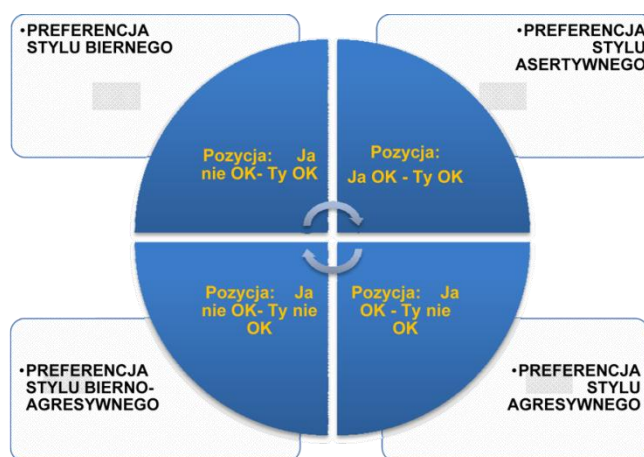 •PREFERENCJA
STYLU BIERNEGO
•PREFERENCJA
STYLU
ASERTYWNEGO
Pozycja: Ja
nie OK- Ty OK
Pozycja:
Ja OK - Ty OK
Pozycja: Ja
nie OK- Ty nie
OK
Pozycja: Ja
OK - Ty nie
OK
•PREFERENCJA
STYLU BIERNO-
AGRESYWNEGO
•PREFERENCJA
STYLU
AGRESYWNEGO